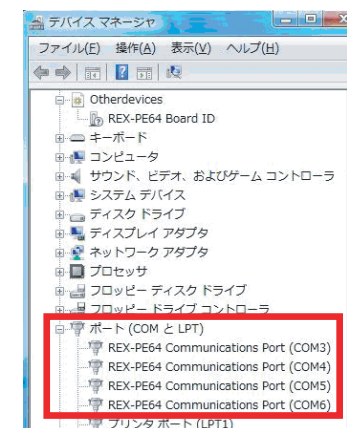 デバイス マネージャ
ファイル(F) 操作(A) 表示(V) ヘルプ(H)
Otherdevices
REX-PE64 Board ID
キーボード
コンピュータ
サウンド、ビデオ、およびゲーム コントローラ
システム デバイス
ディスク ドライブ
ディスプレイ アダプタ
ネットワーク アダプタ
プロセッサ
フロッピー ディスク ドライブ
フロッピー ドライブ コントローラ
ポート (COM と LPT)
REX-PE64 Communications Port (COM3)
REX-PE64 Communications Port (COM4)
REX-PE64 Communications Port (COM5)
REX-PE64 Communications Port (COM6)
プリンタ ポート (LPT1)